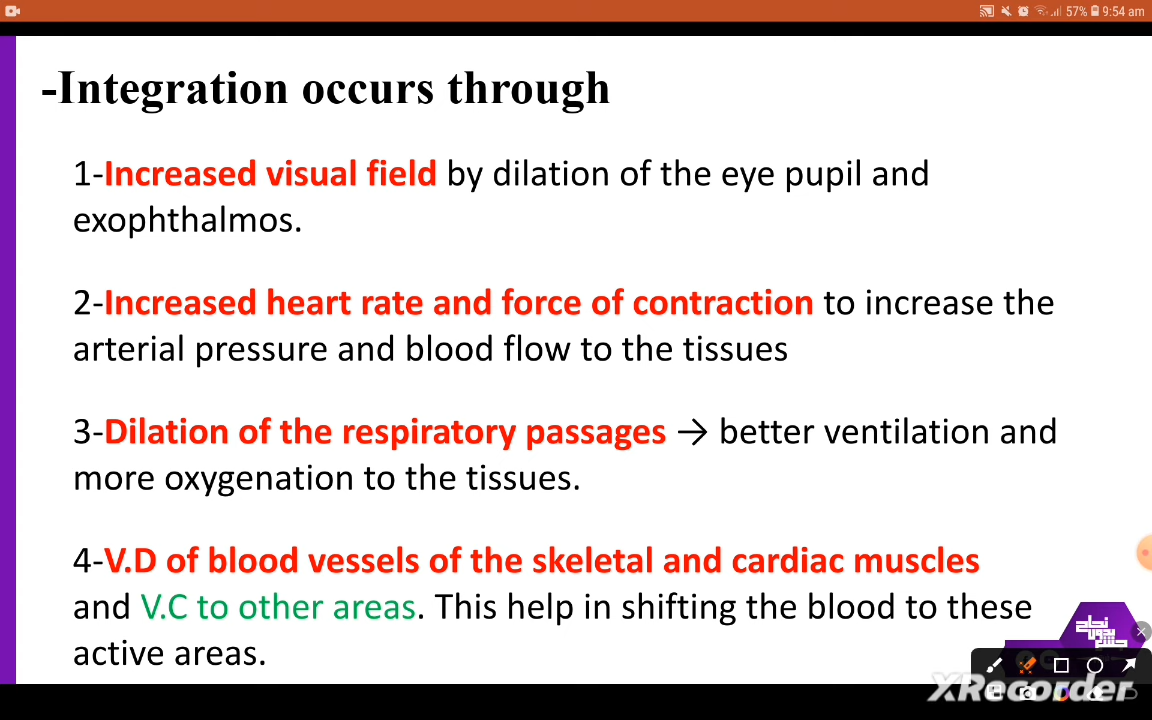 57% 9:54 am
-Integration occurs through
1-Increased visual field by dilation of the eye pupil and
exophthalmos.
2-Increased heart rate and force of contraction to increase the
arterial pressure and blood flow to the tissues
3-Dilation of the respiratory passages → better ventilation and
more oxygenation to the tissues.
4-V.D of blood vessels of the skeletal and cardiac muscles
and V.C to other areas. This help in shifting the blood to these
active areas.
XRecorder